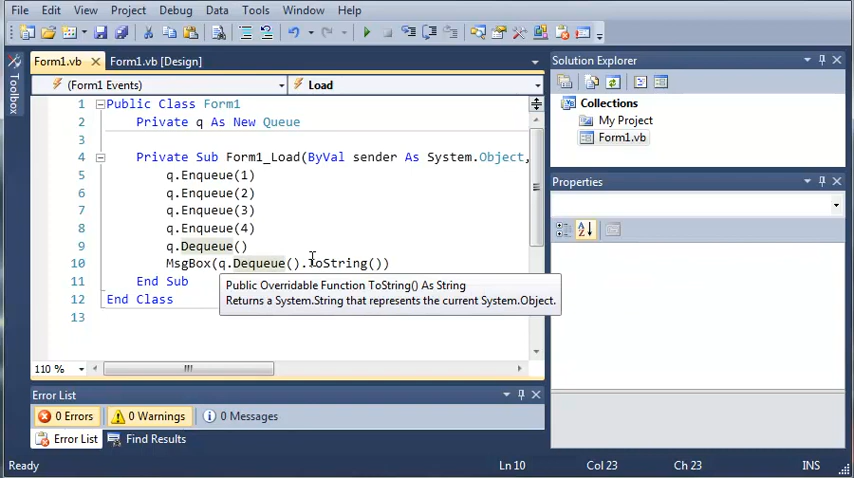 File Edit View Project Debug Data Tools Window Help
Form1.vb Form1.vb [Design]
Solution Explorer
Toolbox
(Form1 Events) Load
Collections
My Project
Form1.vb
Properties
1 Public Class Form1
2 Private q As New Queue
3
4 Private Sub Form1_Load(ByVal sender As System.Object,
5 q.Enqueue(1)
6 q.Enqueue(2)
7 q.Enqueue(3)
8 q.Enqueue(4)
9 q.Dequeue()
10 MsgBox(q.Dequeue().ToString())
11 End Sub
12 End Class
13
Public Overridable Function ToString() As String
Returns a System.String that represents the current System.Object.
110 %
Error List
0 Errors 0 Warnings 0 Messages
Error List Find Results
Ready Ln 10 Col 23 Ch 23 INS